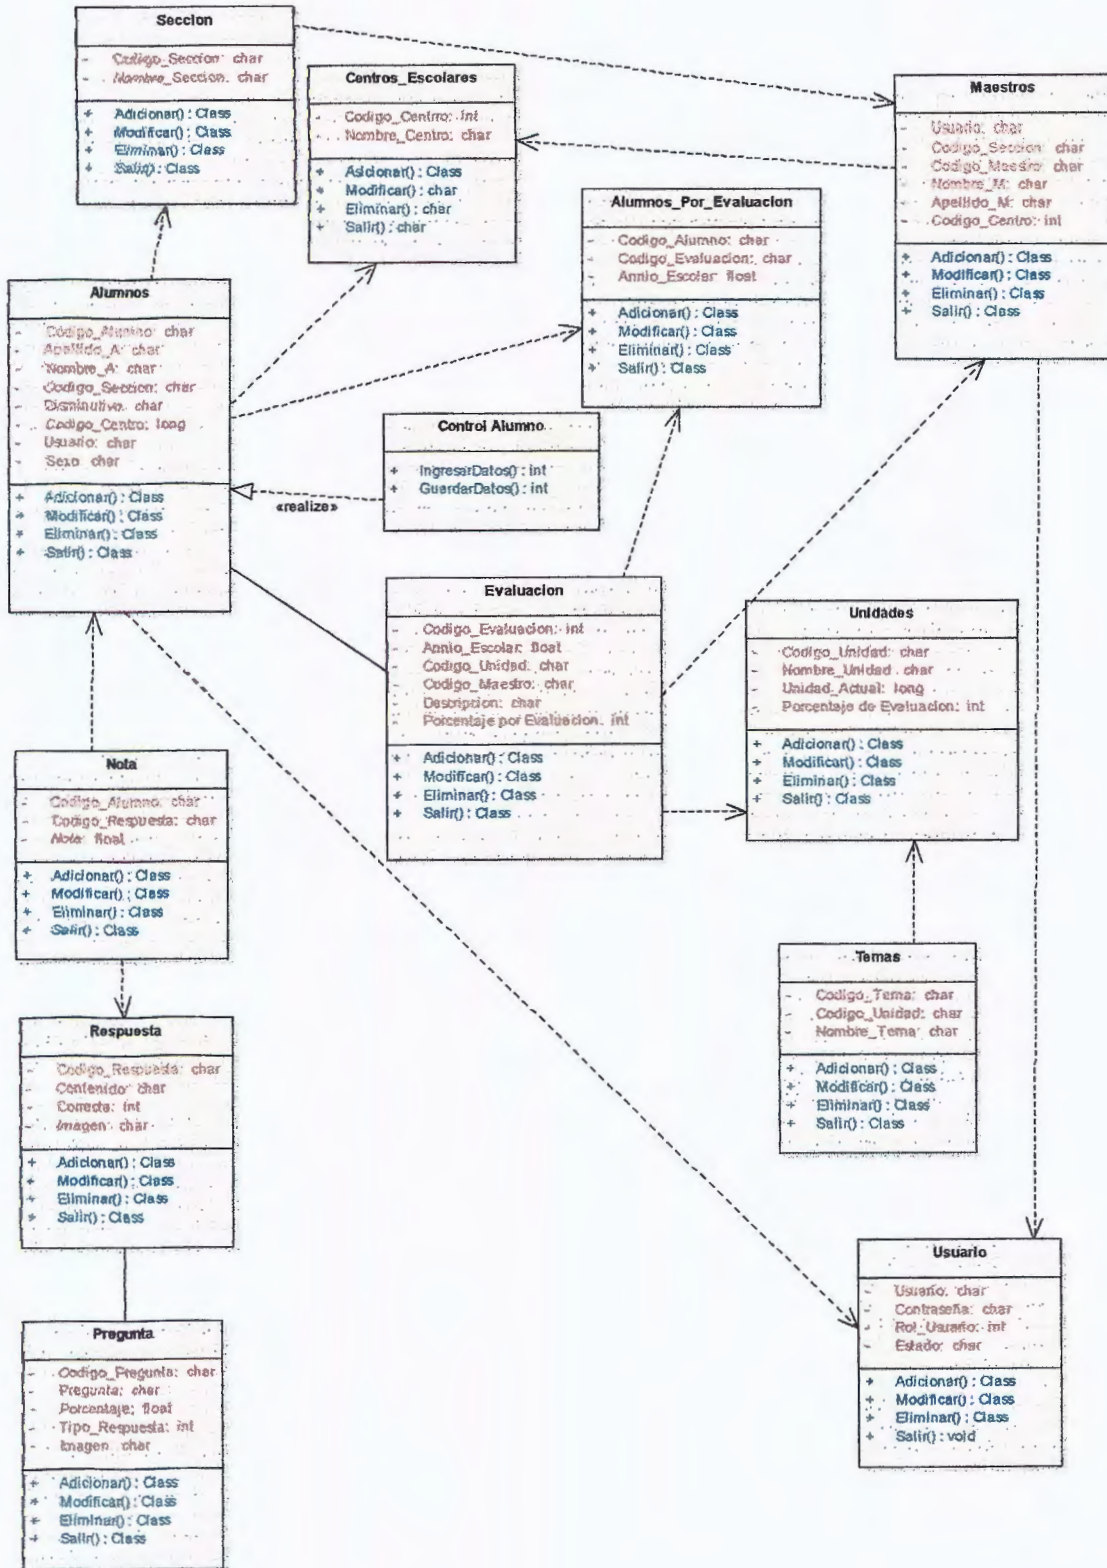 Seccion
- Codigo_Seccion: char
- Nombre_Seccion: char
+ Adicionar() : Class
+ Modificar() : Class
+ Eliminar() : Class
+ Salir() : Class
Centros_Escolares
- Codigo_Centrro: int
- Nombre_Centro: char
+ Asicionar() : Class
+ Modificar() : char
+ Eliminar() : char
+ Salir() : char
Maestros
- Usuario: char
- Codigo_Seccion: char
- Codigo_Maestro: char
- Nombre_M: char
- Apellido_M: char
- Codigo_Centro: int
+ Adicionar() : Class
+ Modificar() : Class
+ Eliminar() : Class
+ Salir() : Class
Alumnos_Por_Evaluacion
- Codigo_Alumno: char
- Codigo_Evaluacion: char
- Annio_Escolar: float
+ Adicionar() : Class
+ Modificar() : Class
+ Eliminar() : Class
+ Salir() : Class
Alumnos
- Codigo_Alumno: char
- Apellido_A: char
- Nombre_A: char
- Codigo_Seccion: char
- char
- Codigo_Centro: long
- Usuario: char
- Sexo: char
+ Adicionar() : Class
+ Modificar() : Class
+ Eliminar() : Class
+ Salir() : Class
Control Alumno
+ IngresarDatos() : int
+ GuardarDatos() : int
«realize»
Evaluacion
- Codigo_Evaluacion: int
- Annio_Escolar: float
- Codigo_Unidad: char
- Codigo_Maestro: char
- Descripcion: char
- Porcentaje por Evaluacion: int
+ Adicionar() : Class
+ Modificar() : Class
+ Eliminar() : Class
+ Salir() : Class
Unidades
- Codigo_Unidad: char
- Nombre_Unidad: char
- Unidad_Actual: long
- Porcentaje de Evaluacion: int
+ Adicionar() : Class
+ Modificar() : Class
+ Eliminar() : Class
+ Salir() : Class
Nota
- Codigo_Alumno: char
- Codigo_Respuesta: char
- Nota: float
+ Adicionar() : Class
+ Modificar() : Class
+ Eliminar() : Class
+ Salir() : Class
Temas
- Codigo_Tema: char
- Codigo_Unidad: char
- Nombre_Tema: char
+ Adicionar() : Class
+ Modificar() : Class
+ Eliminar() : Class
+ Salir() : Class
Respuesta
- Codigo_Respuesta: char
- Contenido: char
- Correcta: int
- Imagen: char
+ Adicionar() : Class
+ Modificar() : Class
+ Eliminar() : Class
+ Salir() : Class
Usuario
- Usuario: char
- Contraseña: char
- Rol_Usuario: int
- Estado: char
+ Adicionar() : Class
+ Modificar() : Class
+ Eliminar() : Class
+ Salir() : void
Pregunta
- Codigo_Pregunta: char
- Pregunta: char
- Porcentaje: float
- Tipo_Respuesta: int
- Imagen: char
+ Adicionar() : Class
+ Modificar() : Class
+ Eliminar() : Class
+ Salir() : Class